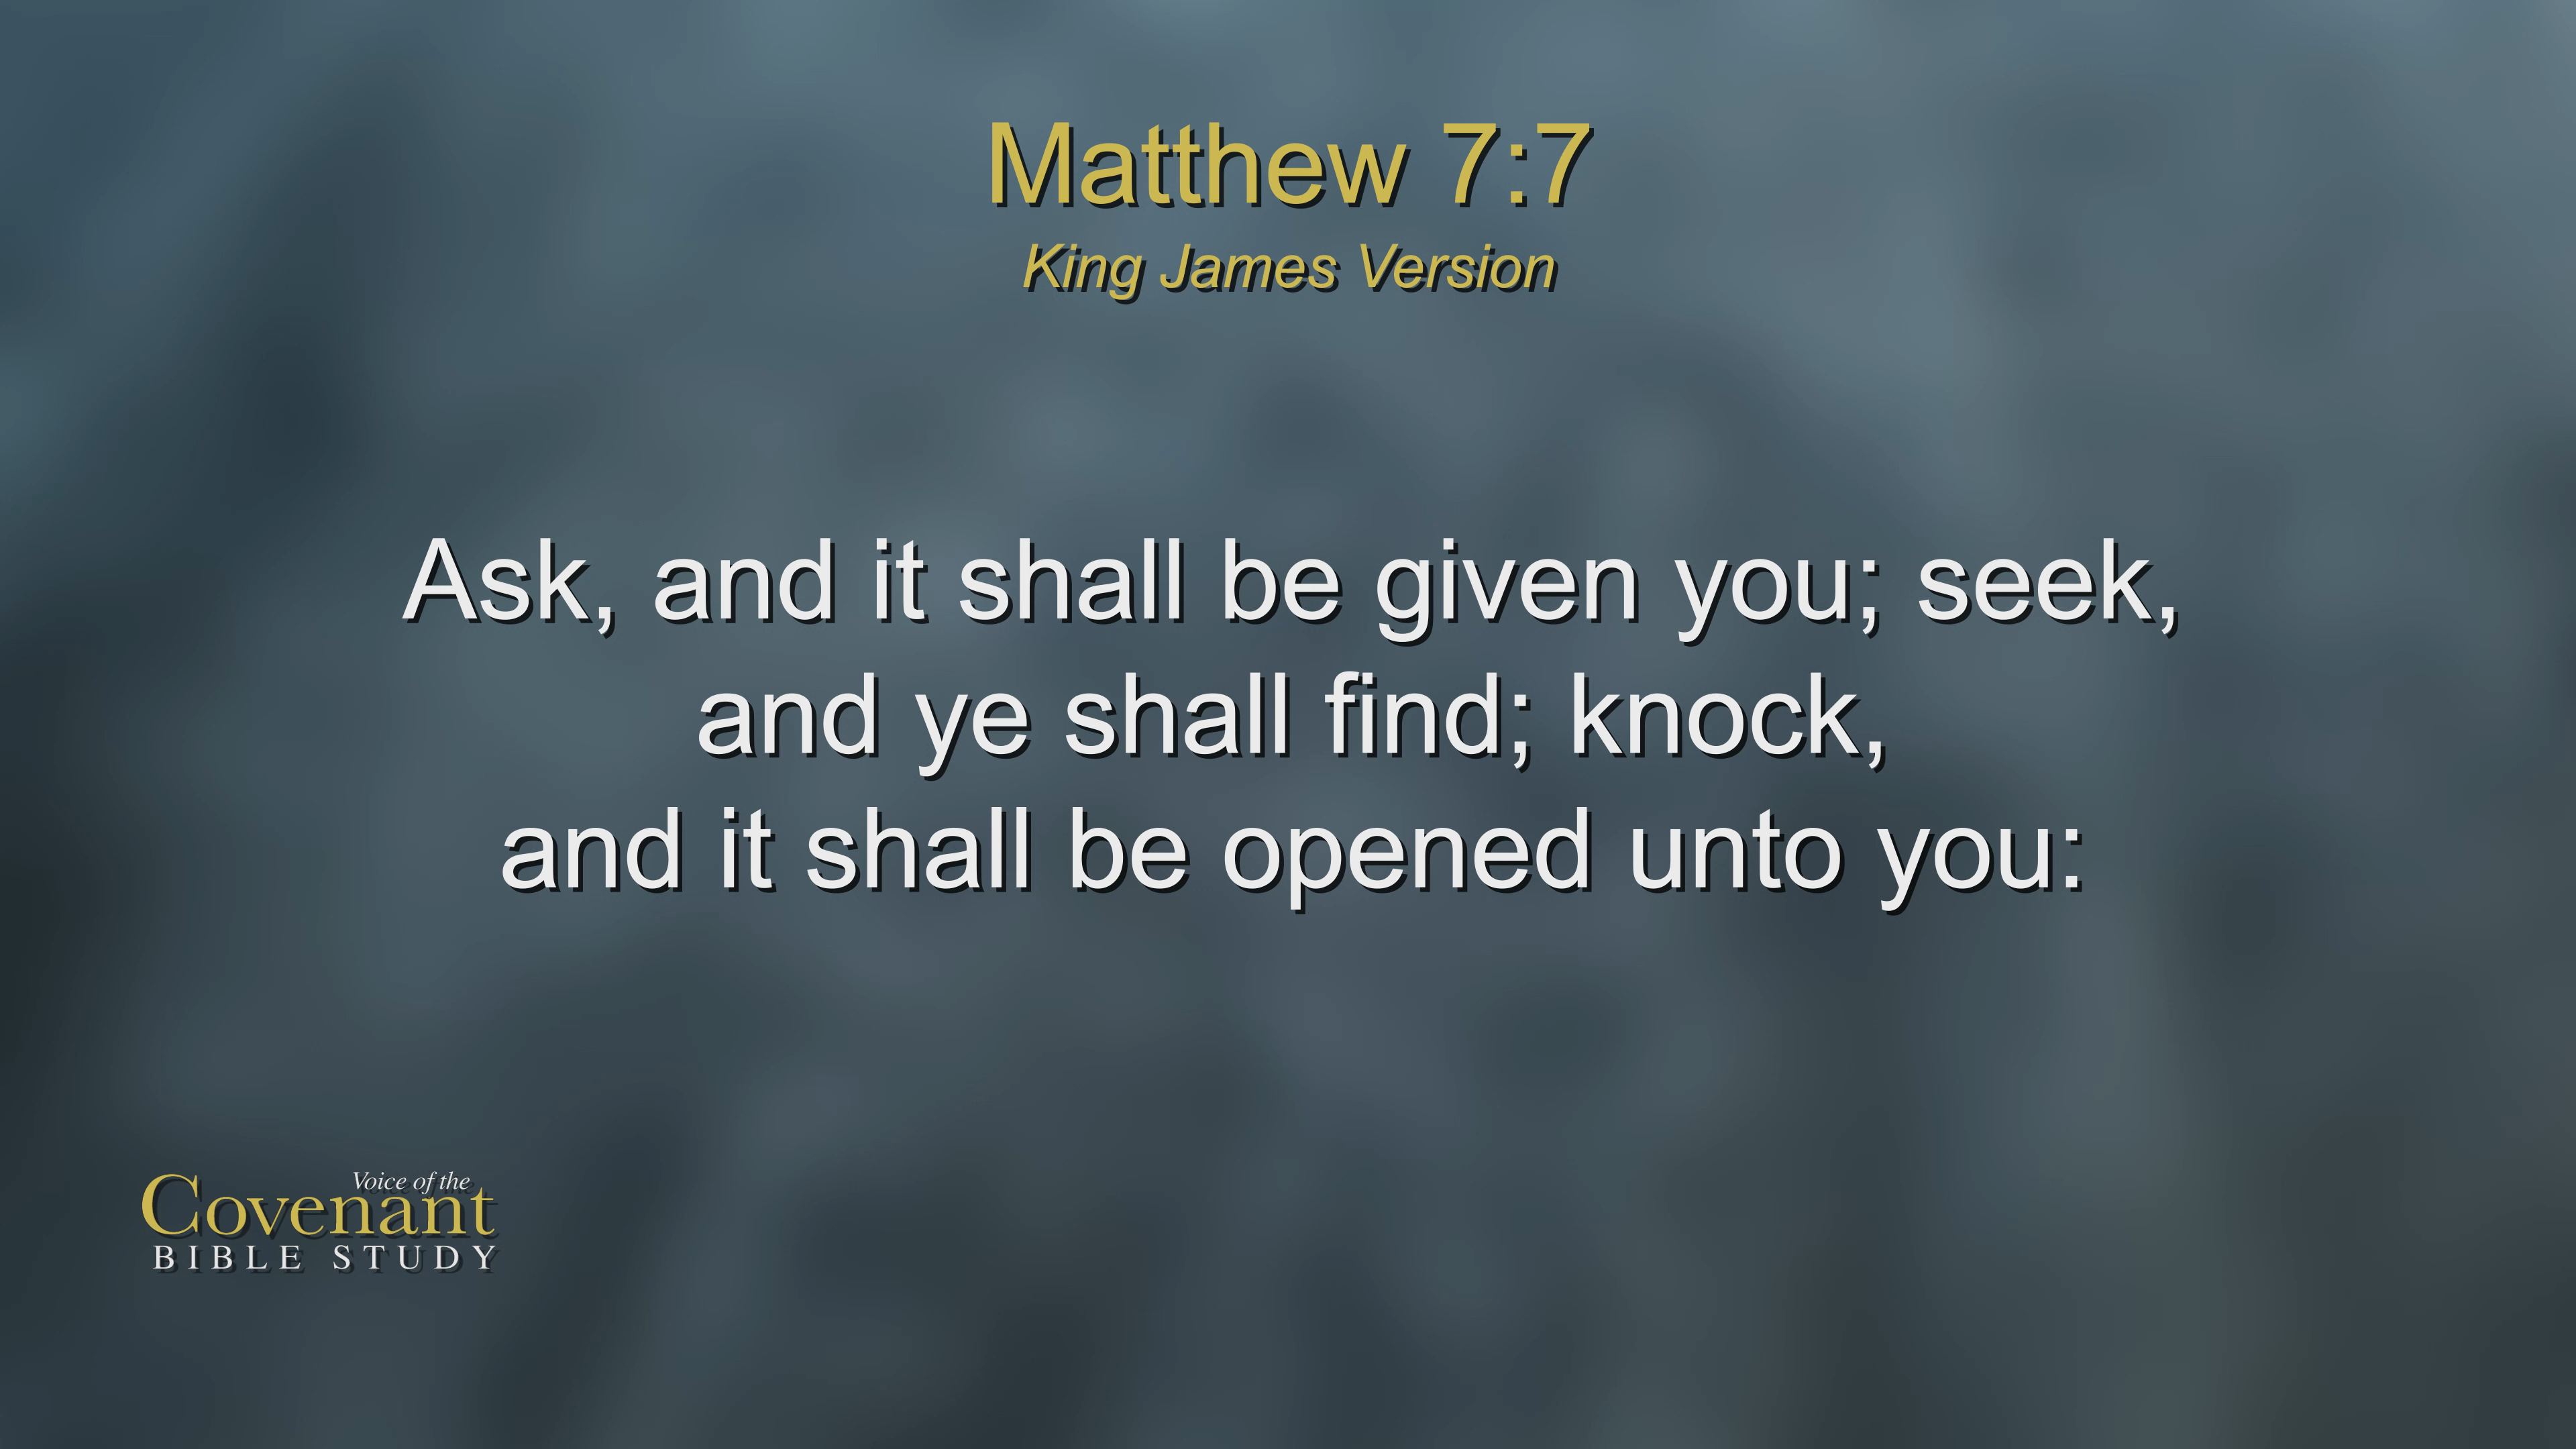 Matthew 7:7
King James Version
Ask, and it shall be given you; seek,
and ye shall find; knock,
and it shall be opened unto you:
Voice of the
Covenant
BIBLE STUDY